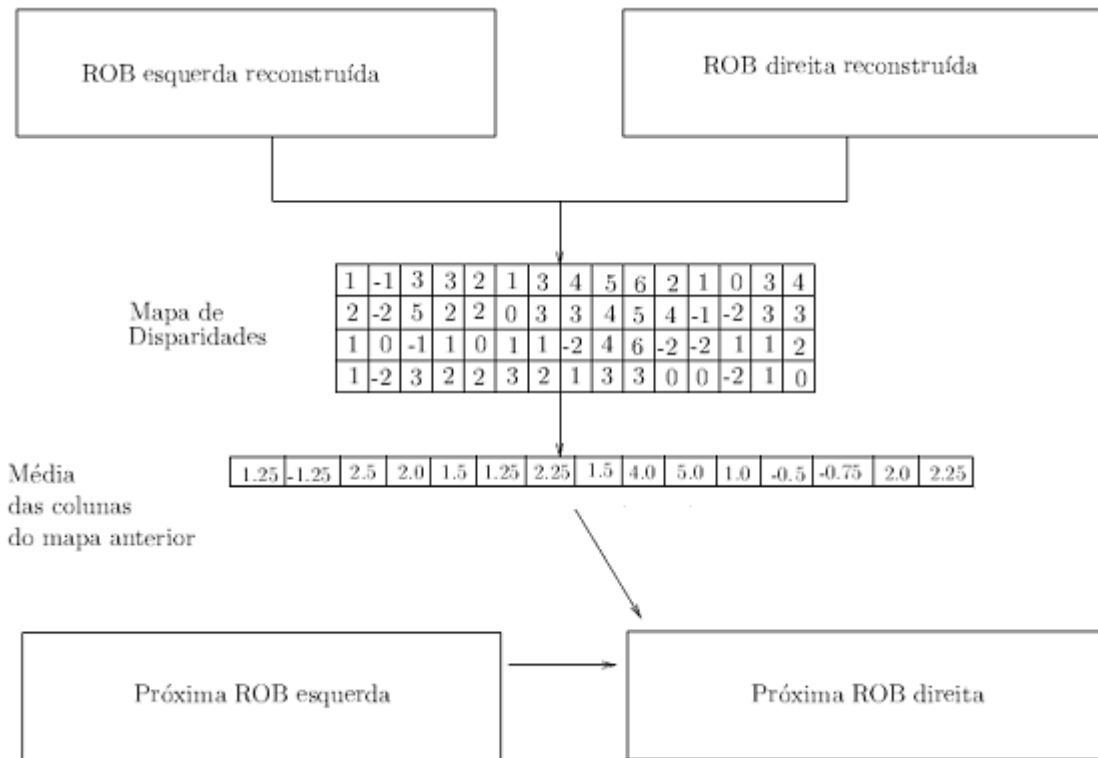 ROB esquerda reconstruída
ROB direita reconstruída
Mapa de
Disparidades
1 -1 3 3 2 1 3 4 5 6 2 1 0 3 4
2 -2 5 2 2 0 3 3 4 5 4 -1 -2 3 3
1 0 -1 1 0 1 1 -2 4 6 -2 -2 1 1 2
1 -2 3 2 2 3 2 1 3 3 0 0 -2 1 0
Média
das colunas
do mapa anterior
1.25 -1.25 2.5 2.0 1.5 1.25 2.25 1.5 4.0 5.0 1.0 -0.5 -0.75 2.0 2.25
Próxima ROB esquerda
Próxima ROB direita